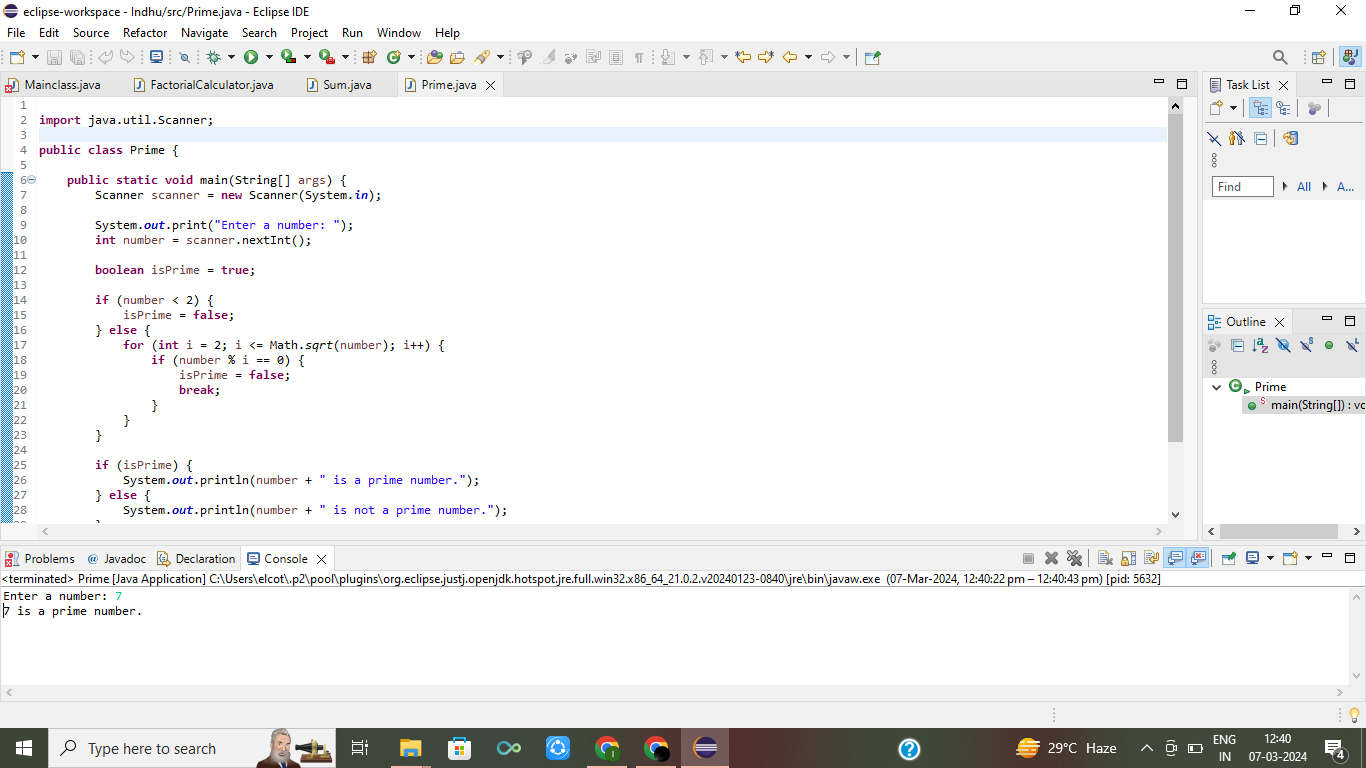 eclipse-workspace - Indhu/src/Prime.java - Eclipse IDE
File Edit Source Refactor Navigate Search Project Run Window Help
Mainclass.java FactorialCalculator.java Sum.java Prime.java
1
2 import java.util.Scanner;
3
4 public class Prime {
5
6 public static void main(String[] args) {
7 Scanner scanner = new Scanner(System.in);
8
9 System.out.print("Enter a number: ");
10 int number = scanner.nextInt();
11
12 boolean isPrime = true;
13
14 if (number < 2) {
15 isPrime = false;
16 } else {
17 for (int i = 2; i <= Math.sqrt(number); i++) {
18 if (number % i == 0) {
19 isPrime = false;
20 break;
21 }
22 }
23 }
24
25 if (isPrime) {
26 System.out.println(number + " is a prime number.");
27 } else {
28 System.out.println(number + " is not a prime number.");
Task List
Find All A...
Outline
Prime
main(String[]) : vo
Problems @ Javadoc Declaration Console
<terminated> Prime [Java Application] C:\Users\elcot\.p2\pool\plugins\org.eclipse.justj.openjdk.hotspot.jre.full.win32.x86_64_21.0.2.v20240123-0840\jre\bin\javaw.exe (07-Mar-2024, 12:40:22 pm – 12:40:43 pm) [pid: 5632]
Enter a number: 7
7 is a prime number.
Type here to search
29°C Haze
ENG
IN
12:40
07-03-2024
4